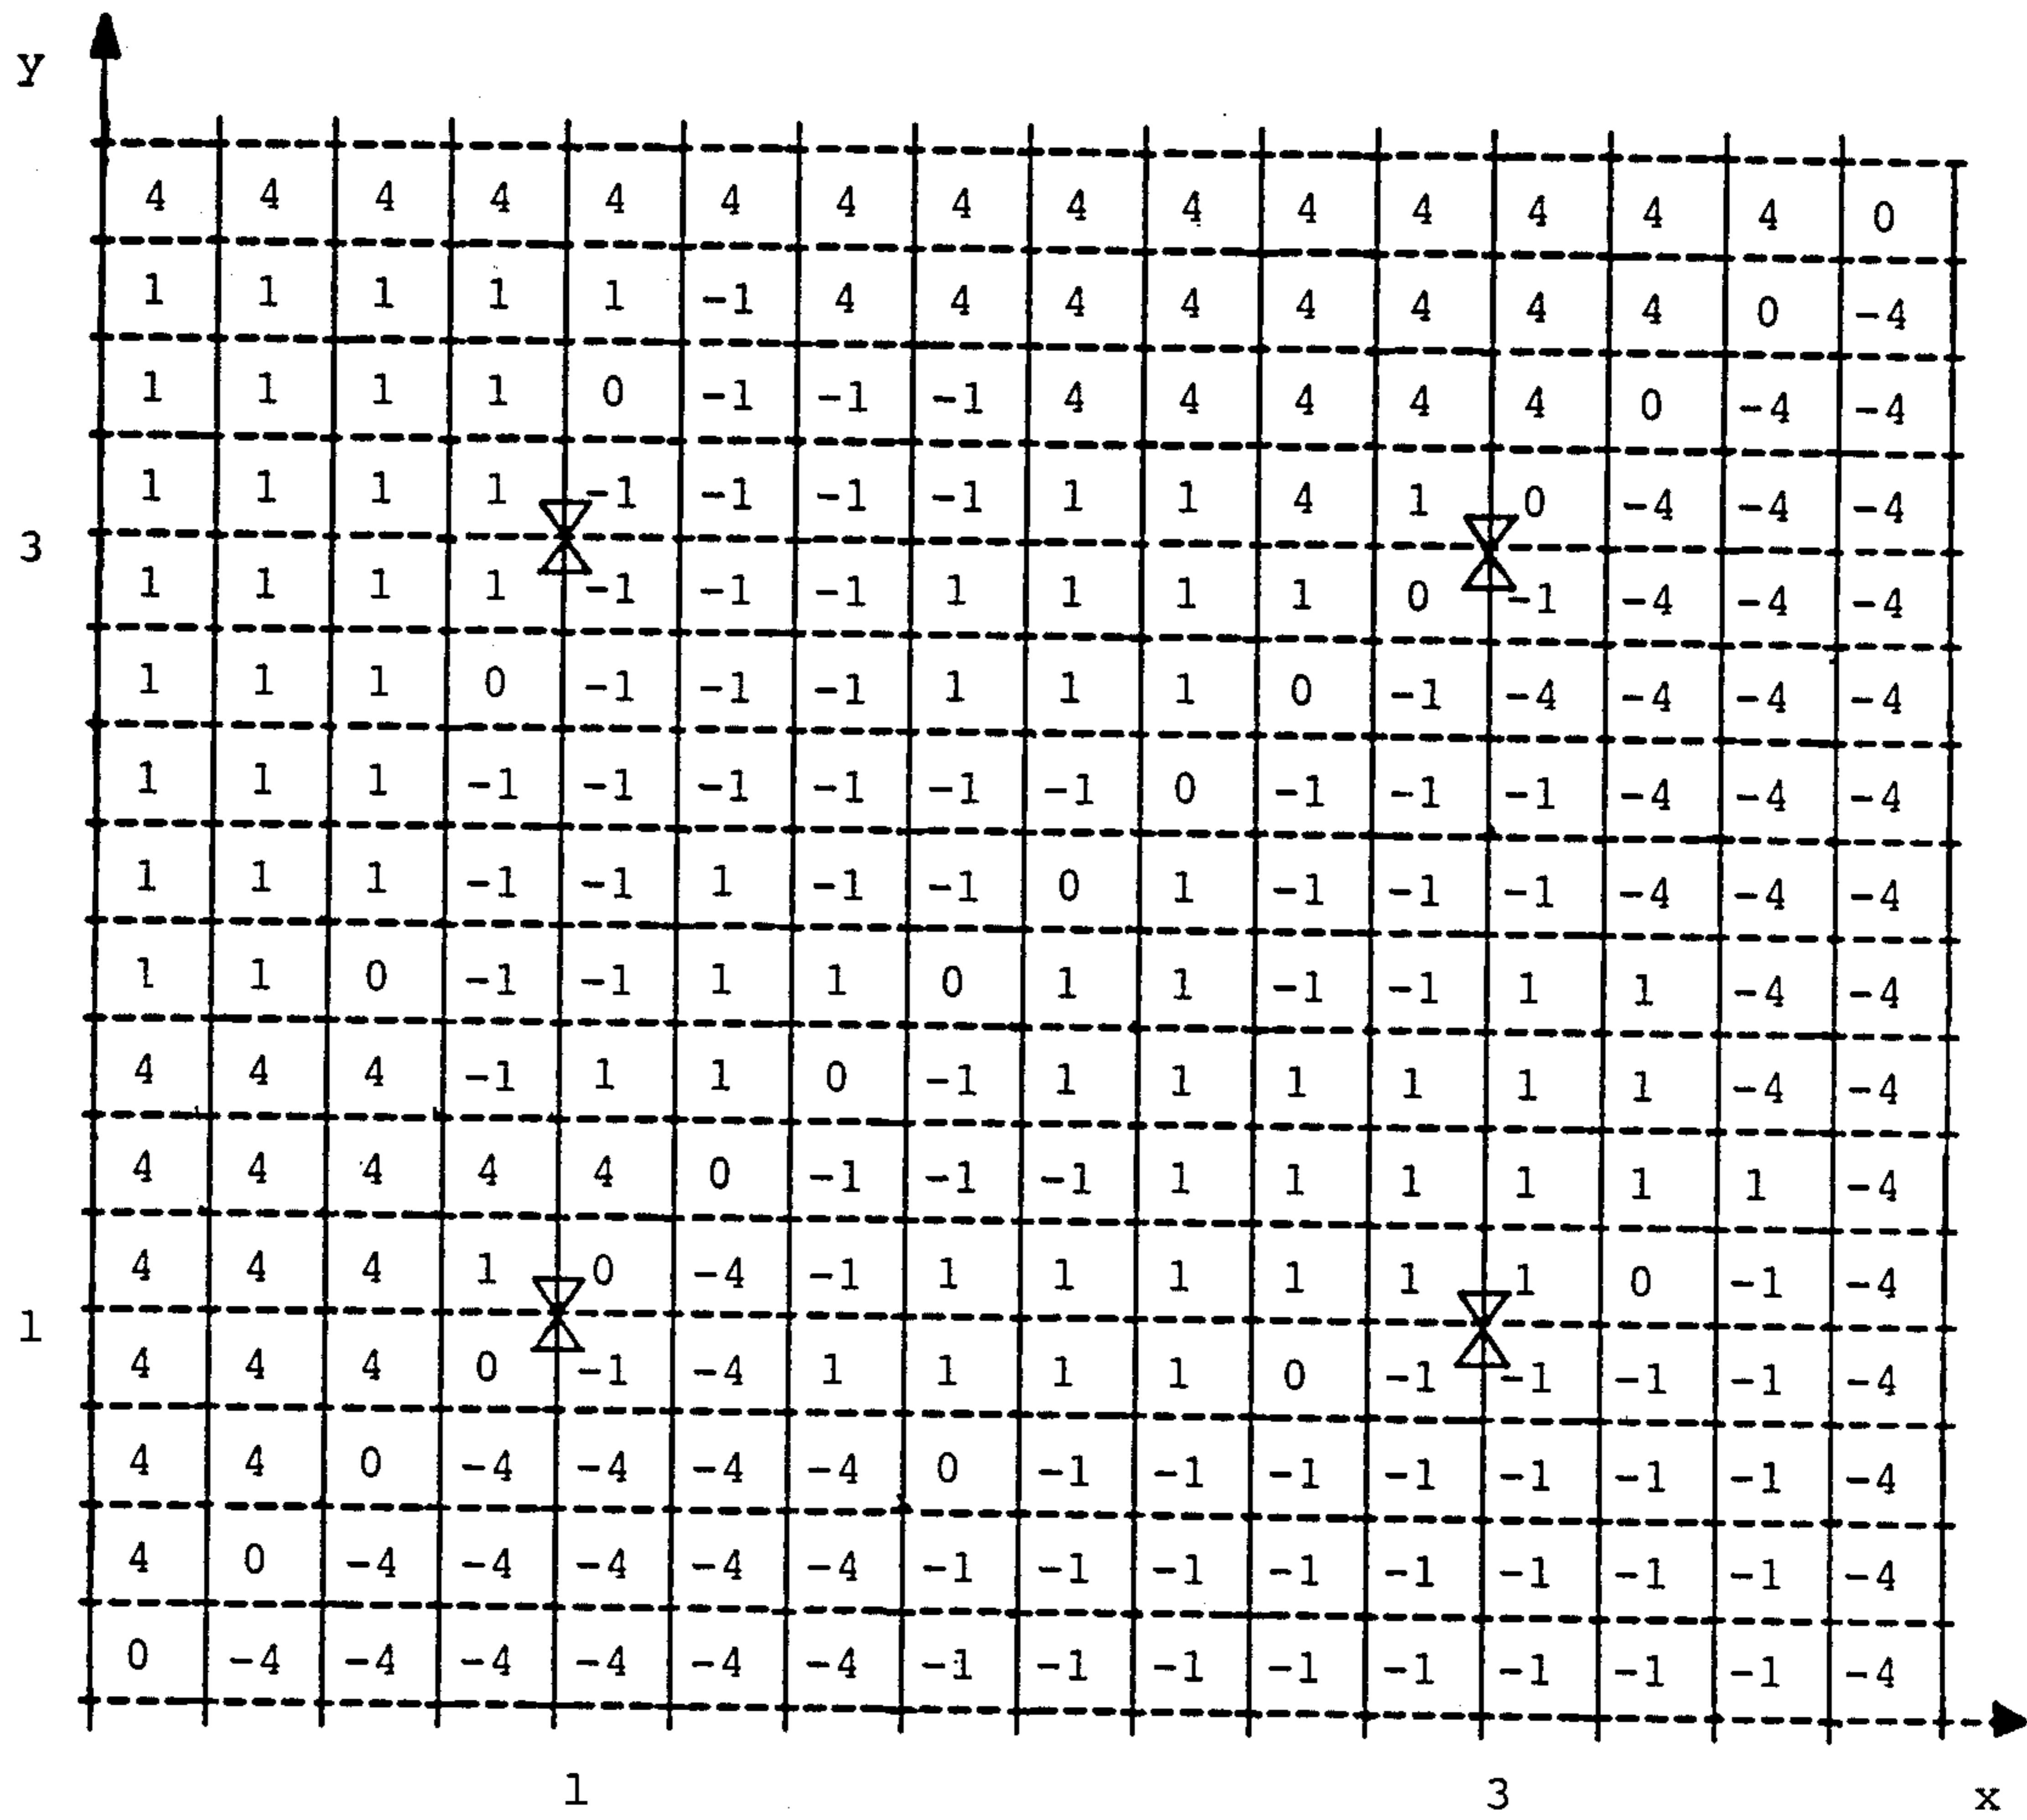 y
4 4 4 4 4 4 4 4 4 4 4 4 4 4 4 0
1 1 1 1 1 -1 4 4 4 4 4 4 4 4 0 -4
1 1 1 1 0 -1 -1 -1 4 4 4 4 4 0 -4 -4
1 1 1 1 -1 -1 -1 -1 1 1 4 1 0 -4 -4 -4
3
1 1 1 1 -1 -1 -1 1 1 1 1 0 -1 -4 -4 -4
1 1 1 0 -1 -1 -1 1 1 1 0 -1 -4 -4 -4 -4
1 1 1 -1 -1 -1 -1 -1 -1 0 -1 -1 -1 -4 -4 -4
1 1 1 -1 -1 1 -1 -1 0 1 -1 -1 -1 -4 -4 -4
1 1 0 -1 -1 1 1 0 1 1 -1 -1 1 1 -4 -4
4 4 4 -1 1 1 0 -1 1 1 1 1 1 1 -4 -4
4 4 4 4 4 0 -1 -1 -1 1 1 1 1 1 1 -4
4 4 4 1 0 -4 -1 1 1 1 1 1 1 0 -1 -4
1
4 4 4 0 -1 -4 1 1 1 1 0 -1 -1 -1 -1 -4
4 4 0 -4 -4 -4 -4 0 -1 -1 -1 -1 -1 -1 -1 -4
4 0 -4 -4 -4 -4 -4 -1 -1 -1 -1 -1 -1 -1 -1 -4
0 -4 -4 -4 -4 -4 -4 -1 -1 -1 -1 -1 -1 -1 -1 -4
1 3 x